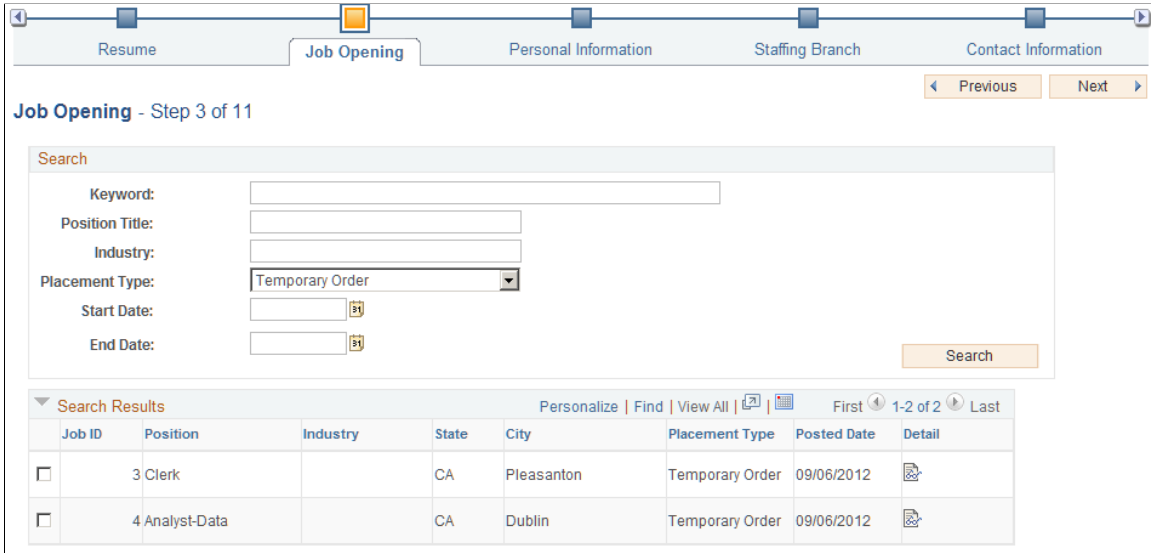 Resume Job Opening Personal Information Staffing Branch Contact Information
Previous Next
Job Opening - Step 3 of 11
Search
Keyword:
Position Title:
Industry:
Placement Type: Temporary Order
Start Date: 31
End Date: 31
Search
Search Results Personalize | Find | View All | | First 1-2 of 2 Last
Job ID Position Industry State City Placement Type Posted Date Detail
3 Clerk CA Pleasanton Temporary Order 09/06/2012
4 Analyst-Data CA Dublin Temporary Order 09/06/2012